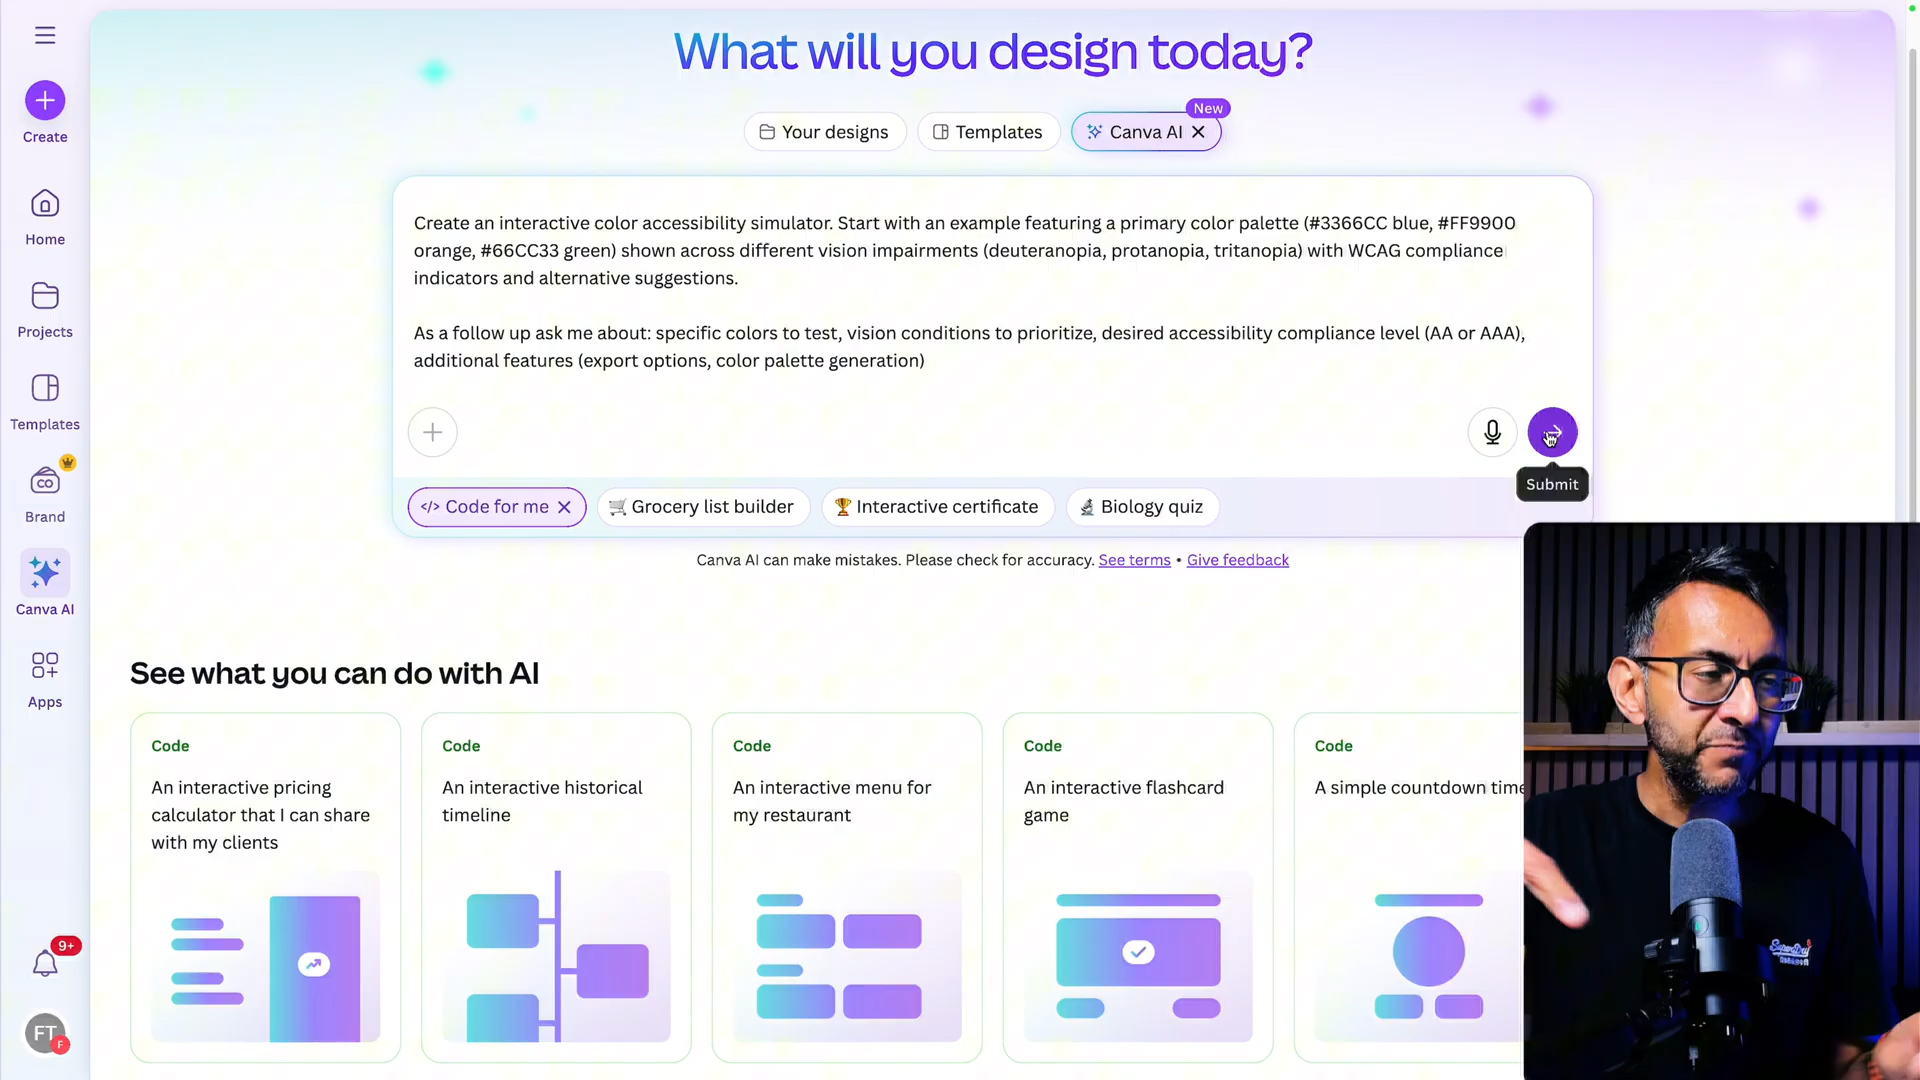 What will you design today?
New
Your designs
Templates
Canva AI
Create
Home
Projects
Templates
Brand
Canva AI
Apps
9+
FT
F
Create an interactive color accessibility simulator. Start with an example featuring a primary color palette (#3366CC blue, #FF9900
orange, #66CC33 green) shown across different vision impairments (deuteranopia, protanopia, tritanopia) with WCAG compliance
indicators and alternative suggestions.
As a follow up ask me about: specific colors to test, vision conditions to prioritize, desired accessibility compliance level (AA or AAA),
additional features (export options, color palette generation)
Submit
</> Code for me
Grocery list builder
Interactive certificate
Biology quiz
Canva AI can make mistakes. Please check for accuracy. See terms • Give feedback
See what you can do with AI
Code
An interactive pricing
calculator that I can share
with my clients
Code
An interactive historical
timeline
Code
An interactive menu for
my restaurant
Code
An interactive flashcard
game
Code
A simple countdown time
CO